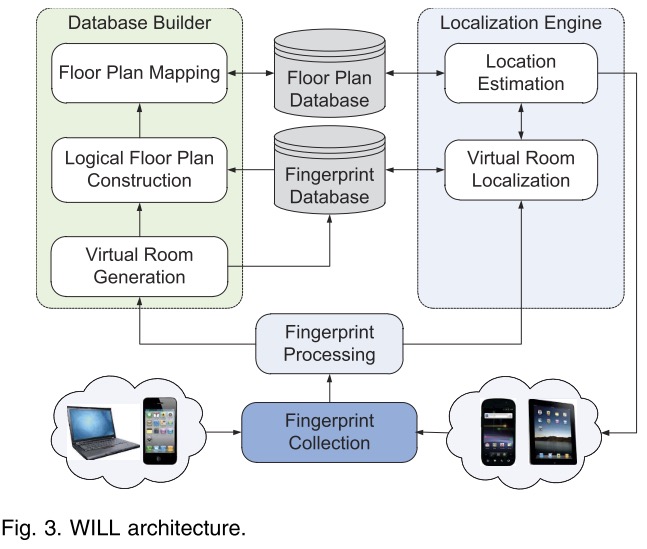 Database Builder
Localization Engine
Floor Plan Mapping
Floor Plan
Database
Location
Estimation
Logical Floor Plan
Construction
Fingerprint
Database
Virtual Room
Localization
Virtual Room
Generation
Fingerprint
Processing
Fingerprint
Collection
Fig. 3. WILL architecture.